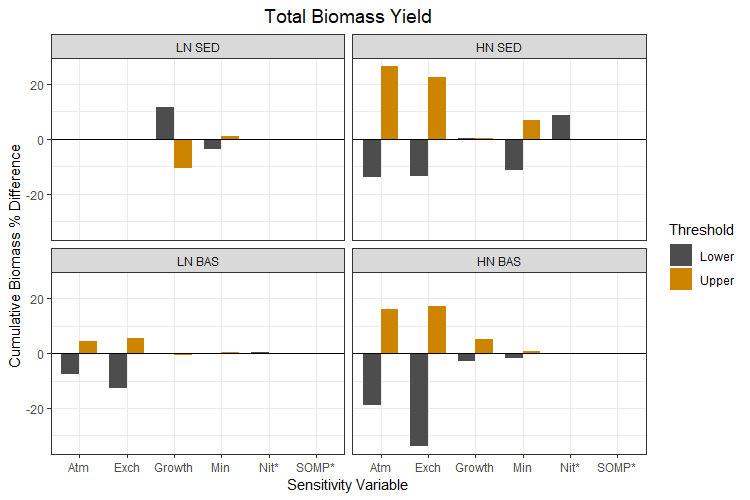 Total Biomass Yield
LN SED
HN SED
20
0
-20
LN BAS
HN BAS
20
0
-20
Cumulative Biomass % Difference
Atm Exch Growth Min Nit* SOMP*
Atm Exch Growth Min Nit* SOMP*
Sensitivity Variable
Threshold
Lower
Upper